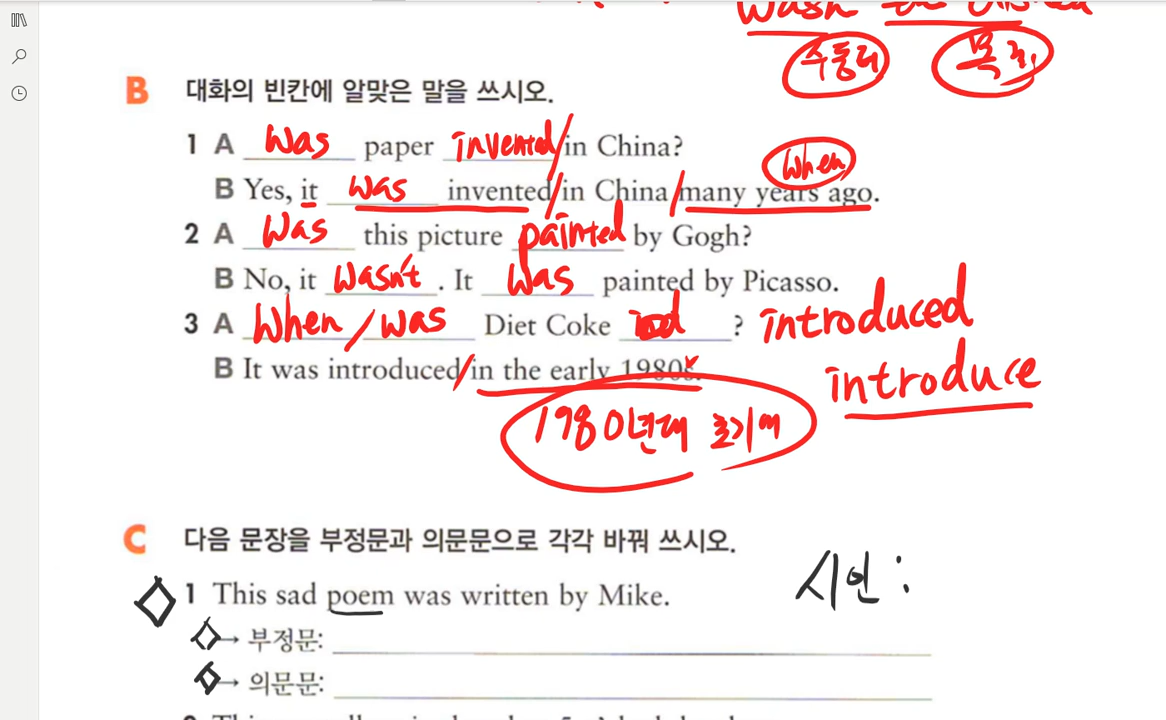 wash
주동리
목적
B 대화의 빈칸에 알맞은 말을 쓰시오.
1 A Was paper invented/in China?
when
B Yes, it was invented/in China/many years ago.
2 A Was this picture painted by Gogh?
B No, it wasn't. It was painted by Picasso.
3 A When/was Diet Coke ? introduced
B It was introduced/in the early 1980s. introduce
1980년대 초기에
C 다음 문장을 부정문과 의문문으로 각각 바꿔 쓰시오.
1 This sad poem was written by Mike. 시인:
→ 부정문:
→ 의문문: